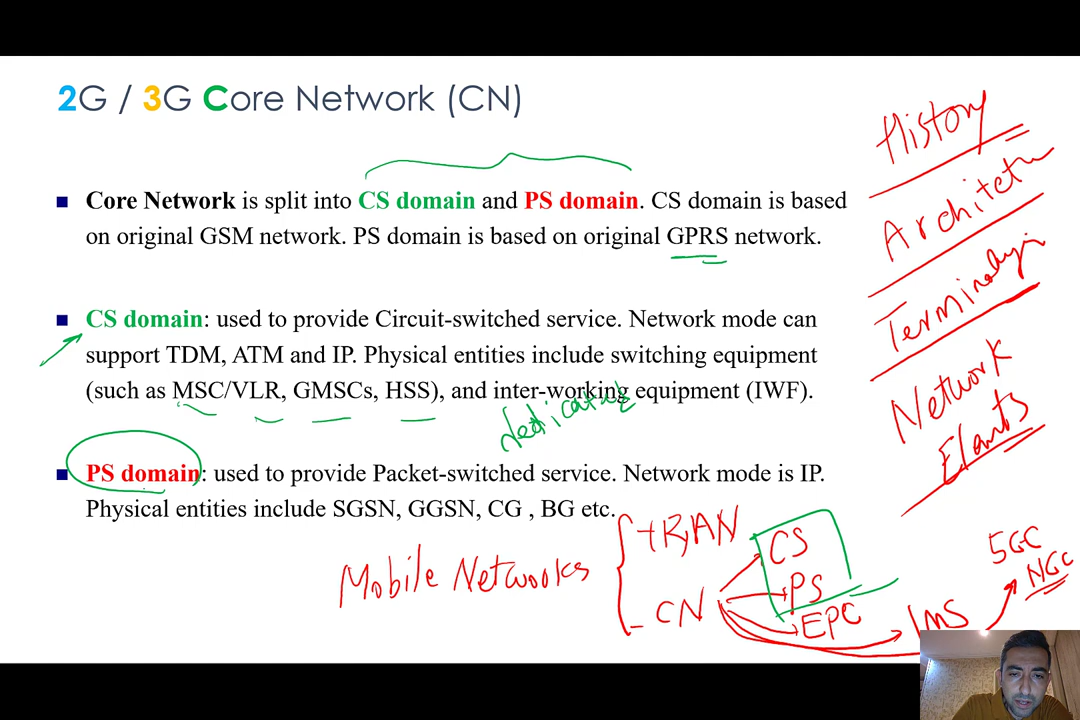 2G / 3G Core Network (CN)
Core Network is split into CS domain and PS domain. CS domain is based
on original GSM network. PS domain is based on original GPRS network.
CS domain: used to provide Circuit-switched service. Network mode can
support TDM, ATM and IP. Physical entities include switching equipment
(such as MSC/VLR, GMSCs, HSS), and inter-working equipment (IWF).
PS domain: used to provide Packet-switched service. Network mode is IP.
Physical entities include SGSN, GGSN, CG , BG etc.
History
Network
Mobile Networks
RAN
CN
CS
PS
EPC
IMS
5GC
NGC